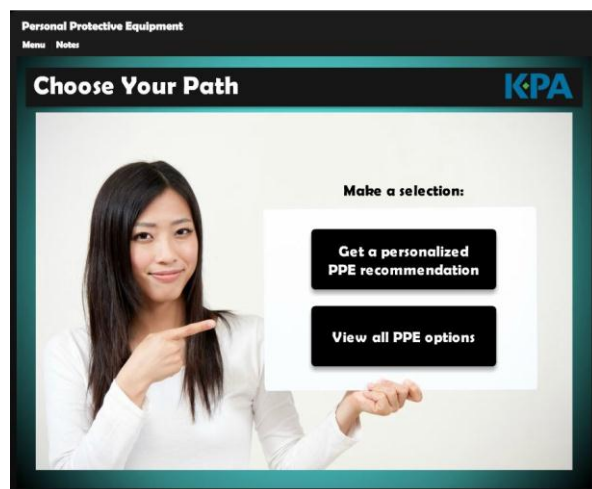 Personal Protective Equipment
Menu Notes
Choose Your Path
KPA
Make a selection:
Get a personalized
PPE recommendation
View all PPE options